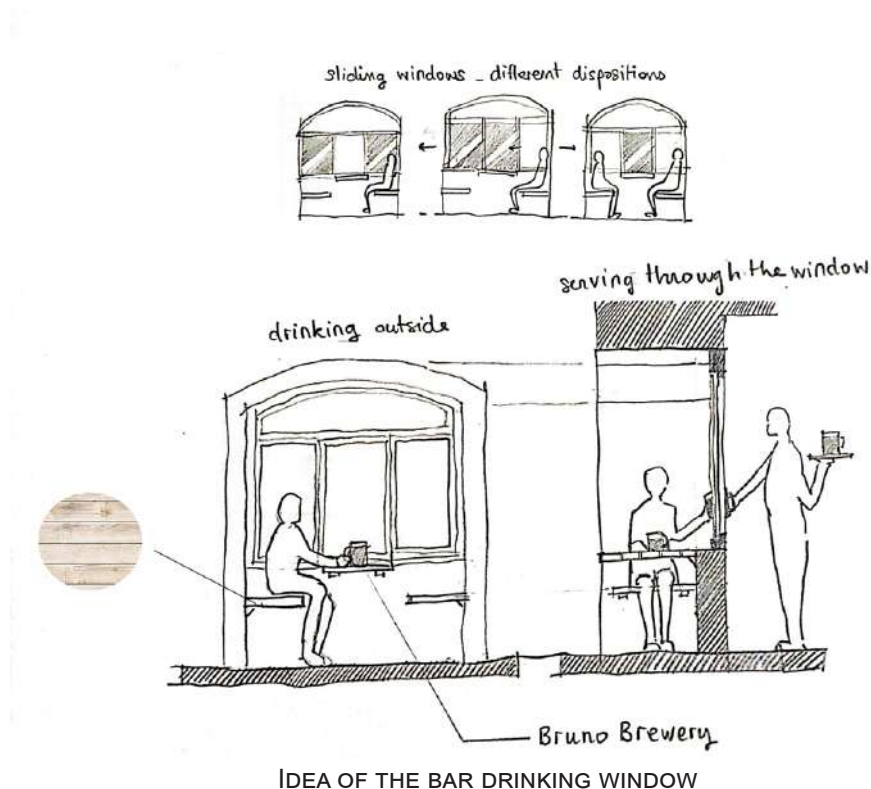 sliding windows - different dispositions
serving through the window
drinking outside
Bruno Brewery
IDEA OF THE BAR DRINKING WINDOW